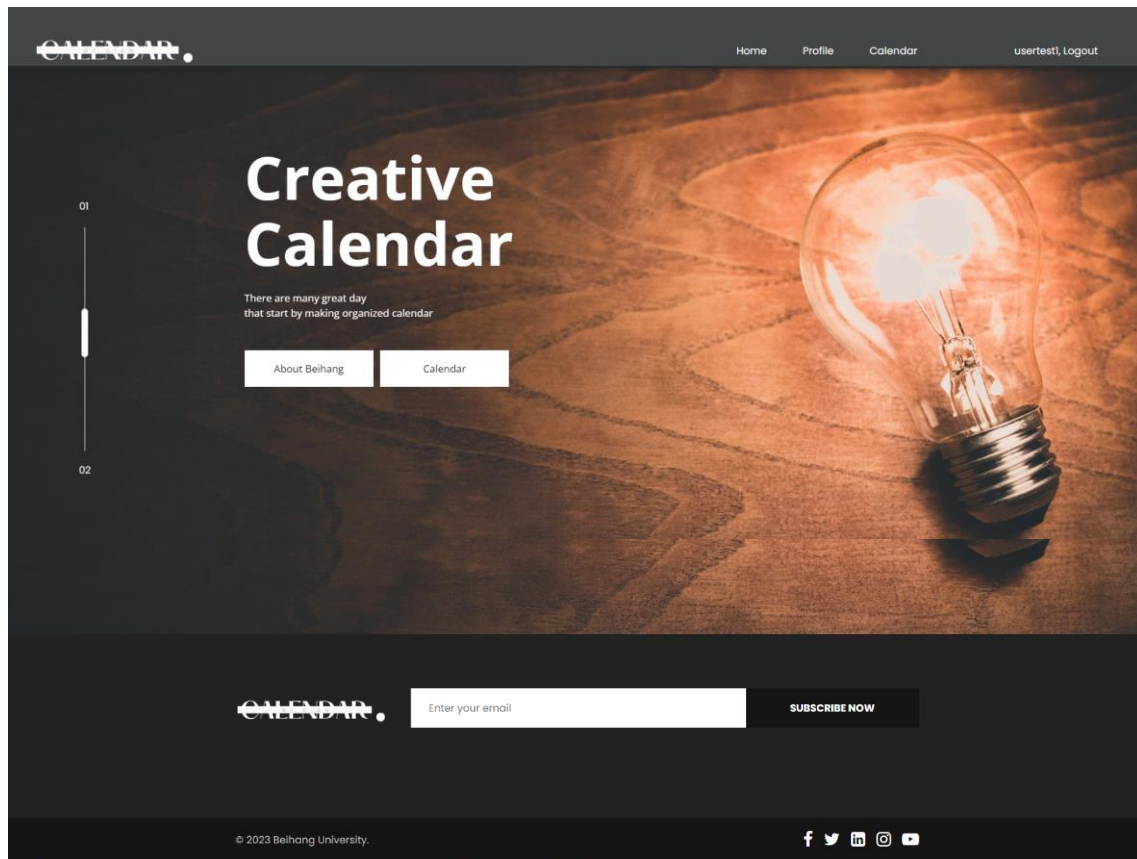 CALENDAR.
Home Profile Calendar usertest1, Logout
Creative
Calendar
01
There are many great day
that start by making organized calendar
About Beihang Calendar
02
CALENDAR.
Enter your email SUBSCRIBE NOW
© 2023 Beihang University.